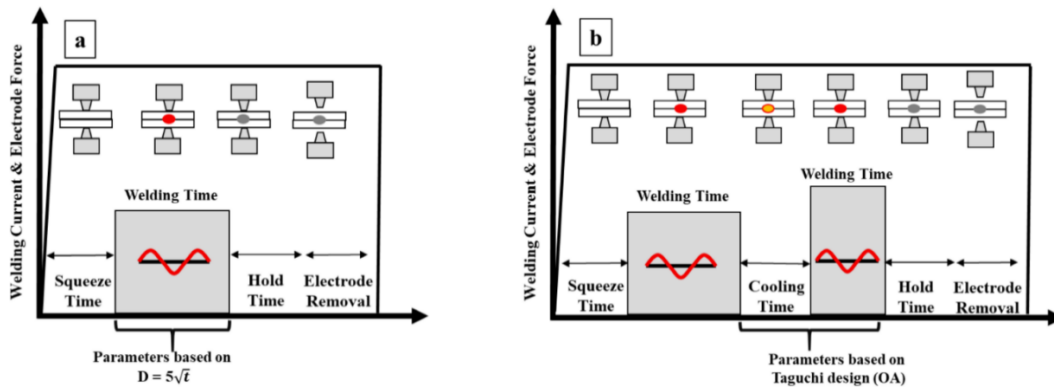 a
Welding Current & Electrode Force
Welding Time
Squeeze
Time
Hold
Time
Electrode
Removal
Parameters based on
D = 5√t
b
Welding Current & Electrode Force
Welding Time
Welding Time
Squeeze
Time
Cooling
Time
Hold
Time
Electrode
Removal
Parameters based on
Taguchi design (OA)